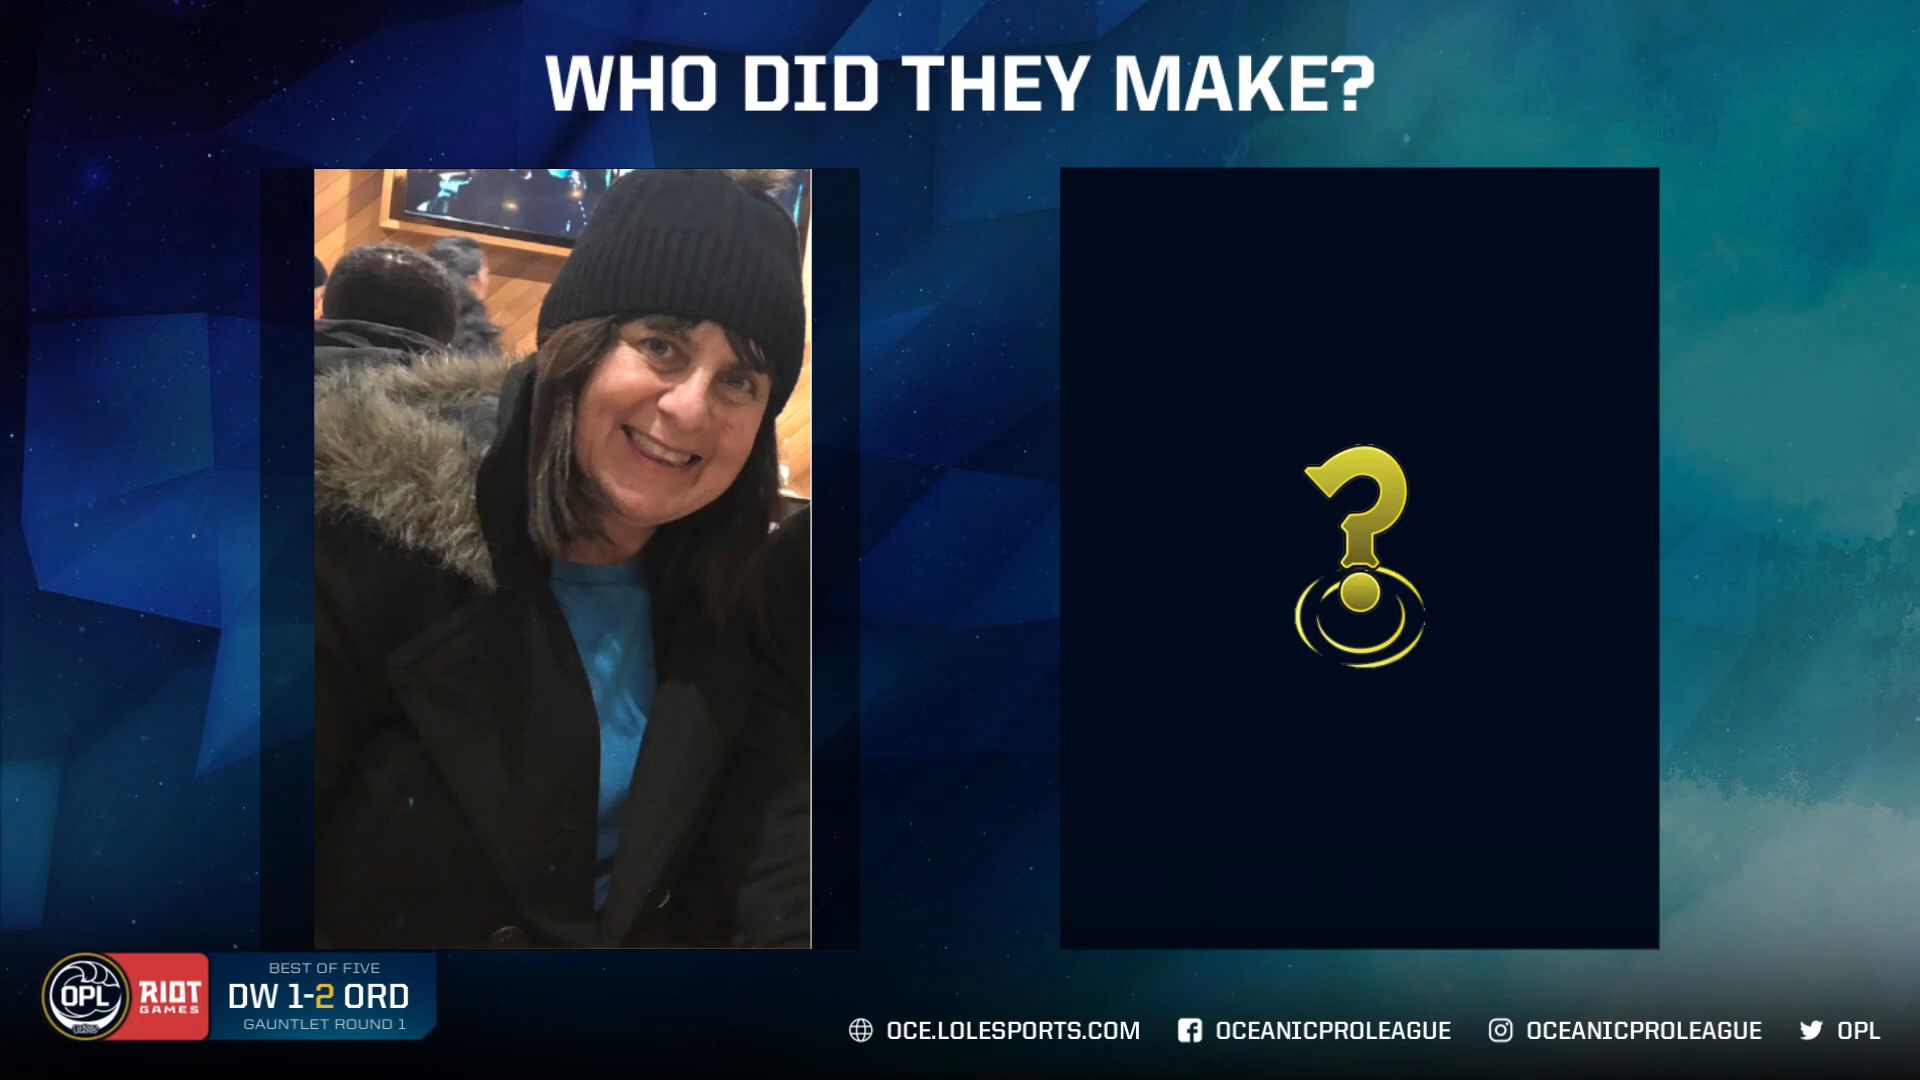 WHO DID THEY MAKE?
OPL
RIOT
GAMES
BEST OF FIVE
DW 1-2 ORD
GAUNTLET ROUND 1
OCE.LOLESPORTS.COM
OCEANICPROLEAGUE
OCEANICPROLEAGUE
OPL